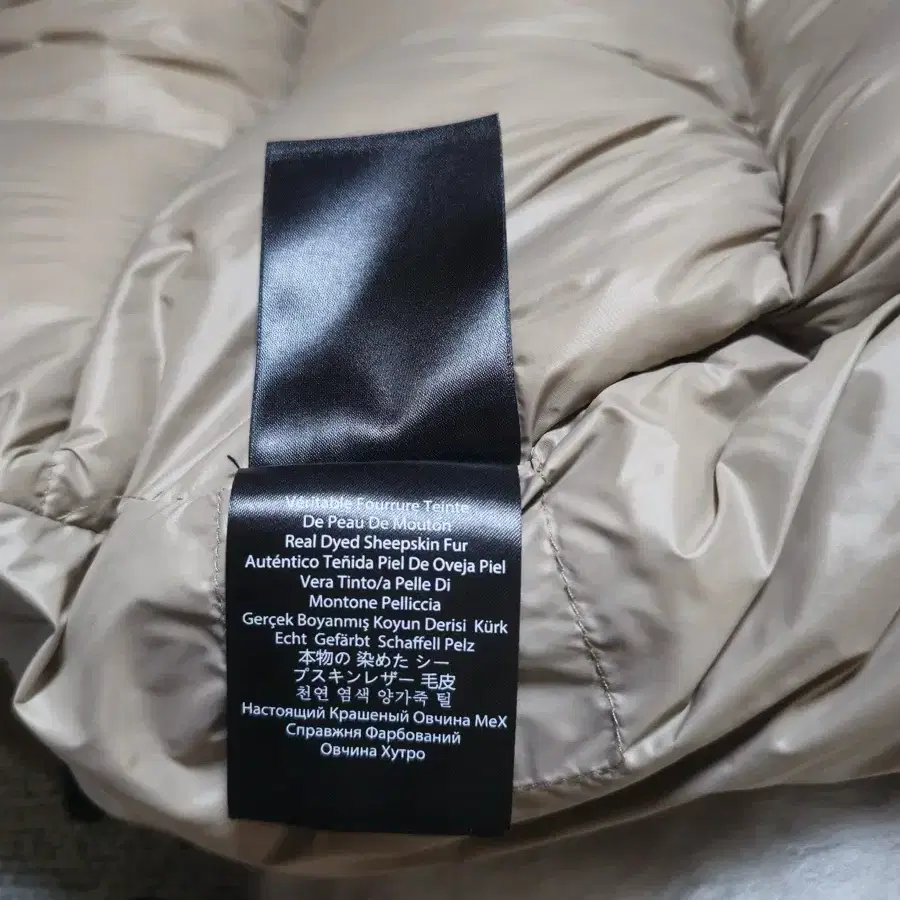 Véritable Fourrure Teinte
De Peau De Mouton
Real Dyed Sheepskin Fur
Auténtico Teñida Piel De Oveja Piel
Vera Tinto/a Pelle Di
Montone Pelliccia
Gerçek Boyanmış Koyun Derisi Kürk
Echt Gefärbt Schaffell Pelz
本物の 染めた シー
プスキンレザー 毛皮
천연 염색 양가죽 털
Настоящий Крашеный Овчина Мех
Справжня Фарбований
Овчина Хутро